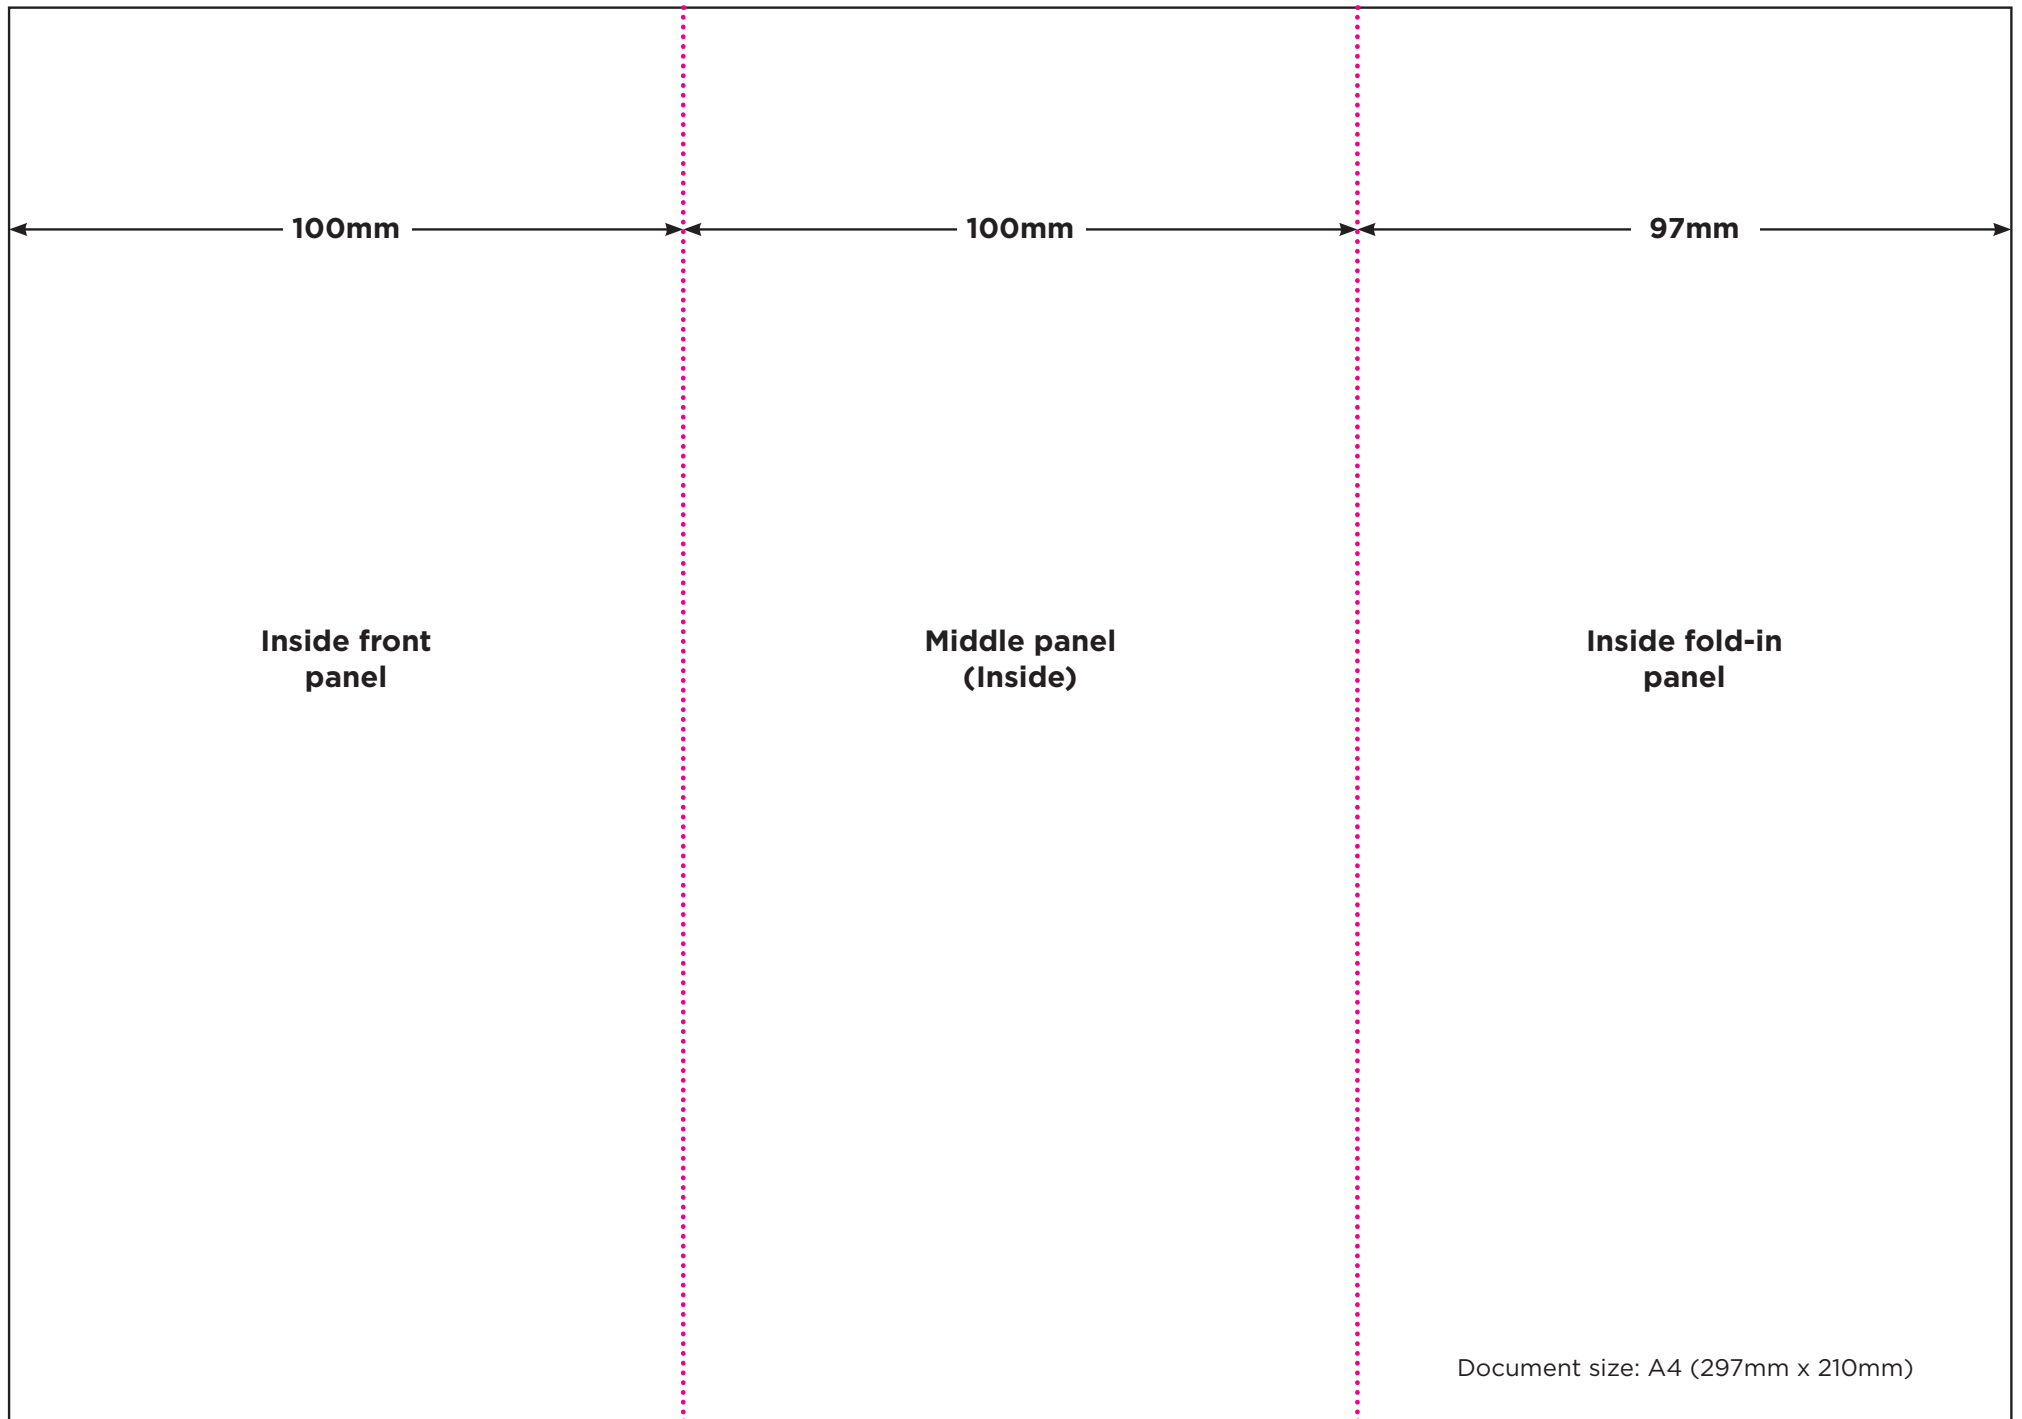 100mm
100mm
97mm
Inside front
panel
Middle panel
(Inside)
Inside fold-in
panel
Document size: A4 (297mm x 210mm)